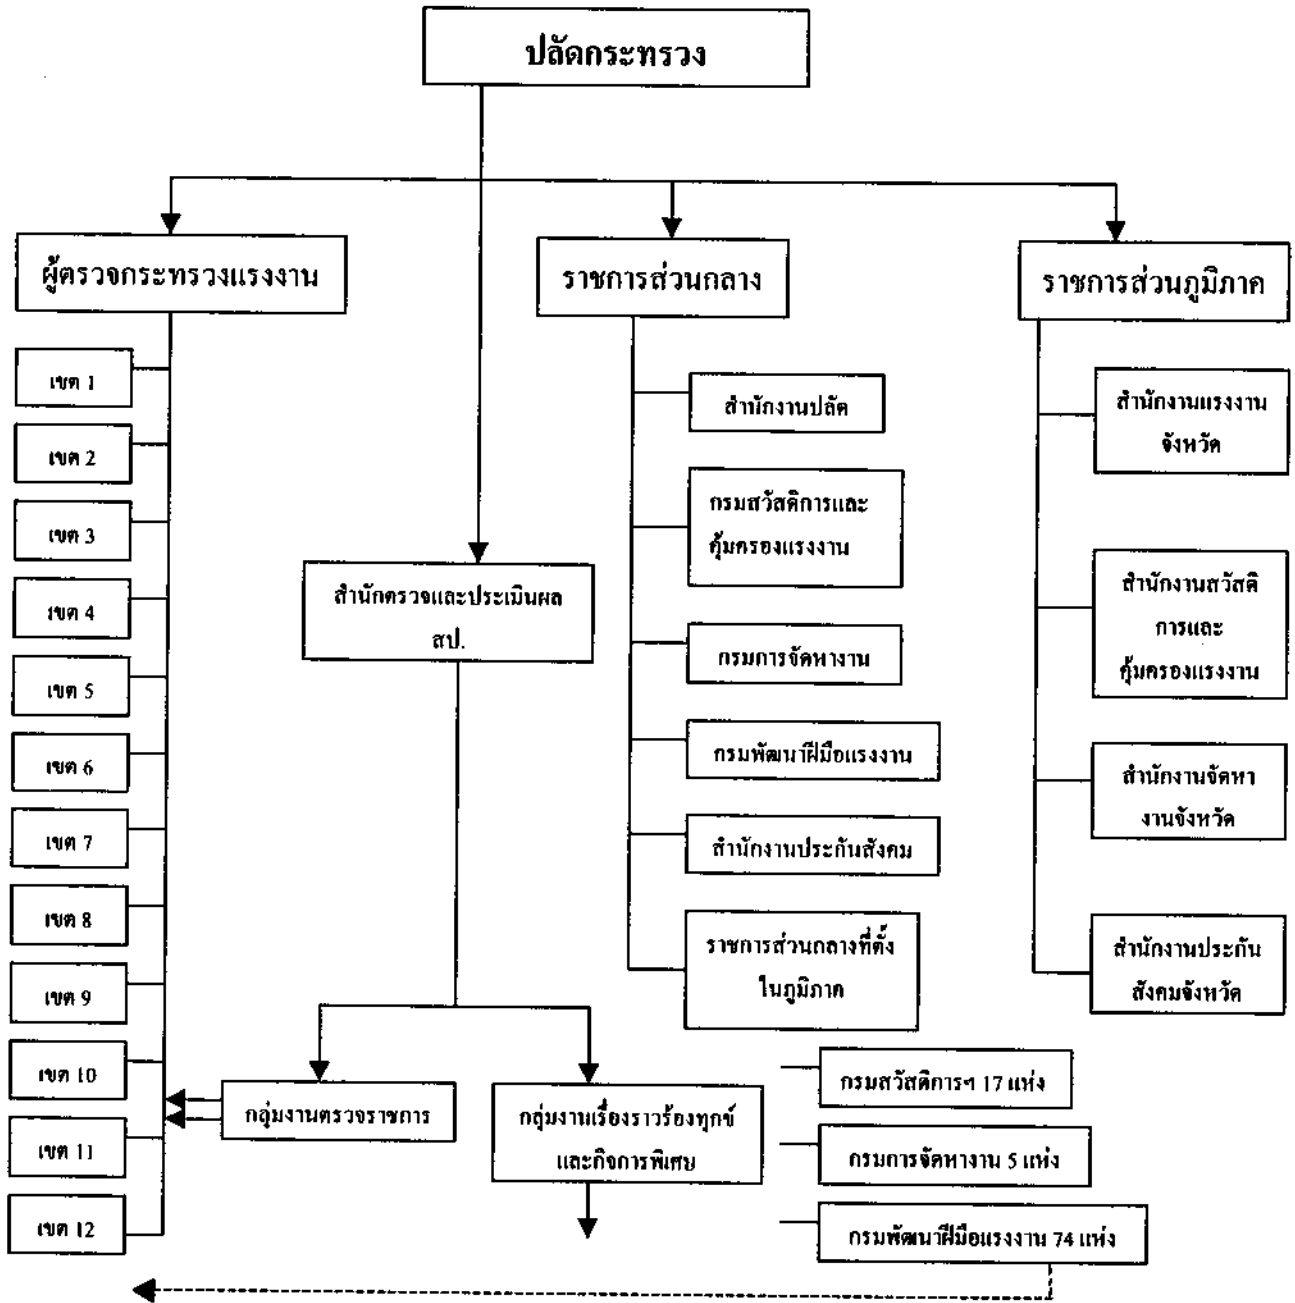 ปลัดกระทรวง
ผู้ตรวจกระทรวงแรงงาน
เขต 1
เขต 2
เขต 3
เขต 4
เขต 5
เขต 6
เขต 7
เขต 8
เขต 9
เขต 10
เขต 11
เขต 12
สำนักตรวจและประเมินผล
สป.
กลุ่มงานตรวจราชการ
กลุ่มงานเรื่องราวร้องทุกข์
และกิจการพิเศษ
ราชการส่วนกลาง
สำนักงานปลัด
กรมสวัสดิการและ
คุ้มครองแรงงาน
กรมการจัดหางาน
กรมพัฒนาฝีมือแรงงาน
สำนักงานประกันสังคม
ราชการส่วนกลางที่ตั้ง
ในภูมิภาค
กรมสวัสดิการฯ 17 แห่ง
กรมการจัดหางาน 5 แห่ง
กรมพัฒนาฝีมือแรงงาน 74 แห่ง
ราชการส่วนภูมิภาค
สำนักงานแรงงาน
จังหวัด
สำนักงานสวัสดิ
การและ
คุ้มครองแรงงาน
สำนักงานจัดหา
งานจังหวัด
สำนักงานประกัน
สังคมจังหวัด